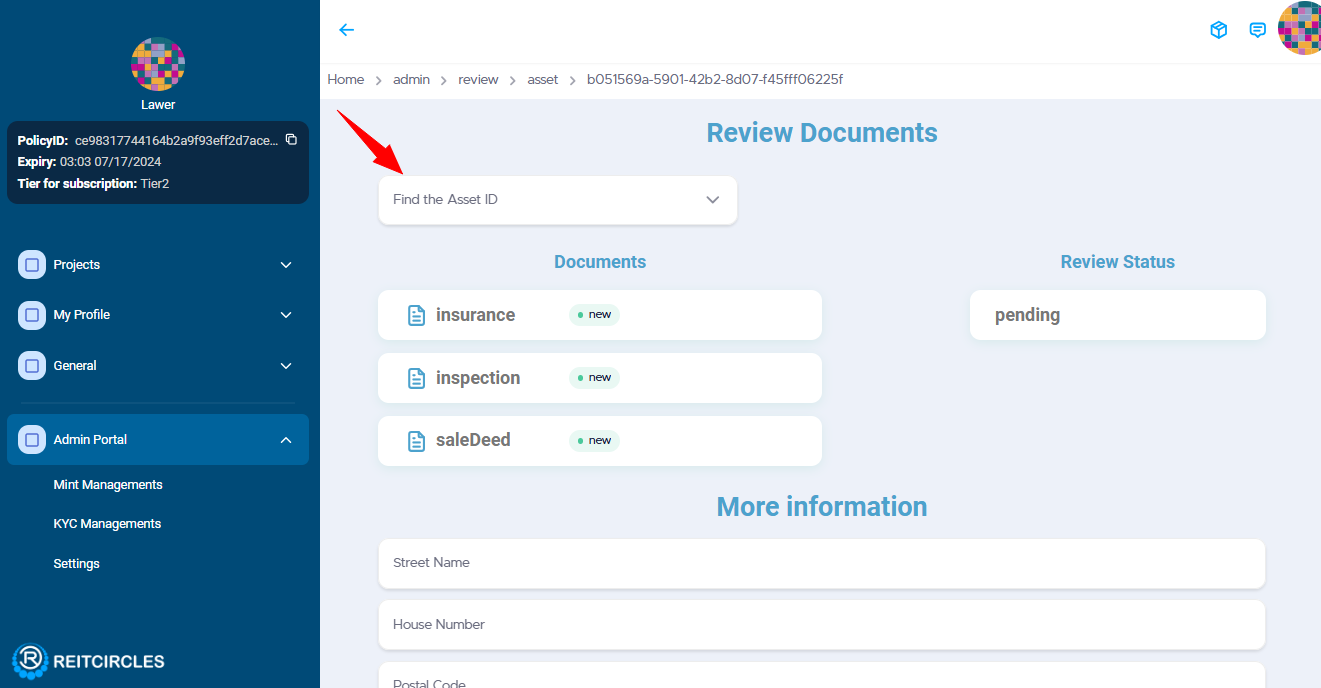 Lawer
PolicyID: ce98317744164b2a9f93eff2d7ace...
Expiry: 03:03 07/17/2024
Tier for subscription: Tier2
Projects
My Profile
General
Admin Portal
Mint Managements
KYC Managements
Settings
REITCIRCLES
Home > admin > review > asset > b051569a-5901-42b2-8d07-f45fff06225f
Review Documents
Find the Asset ID
Documents
Review Status
insurance new
pending
inspection new
saleDeed new
More information
Street Name
House Number
Postal Code